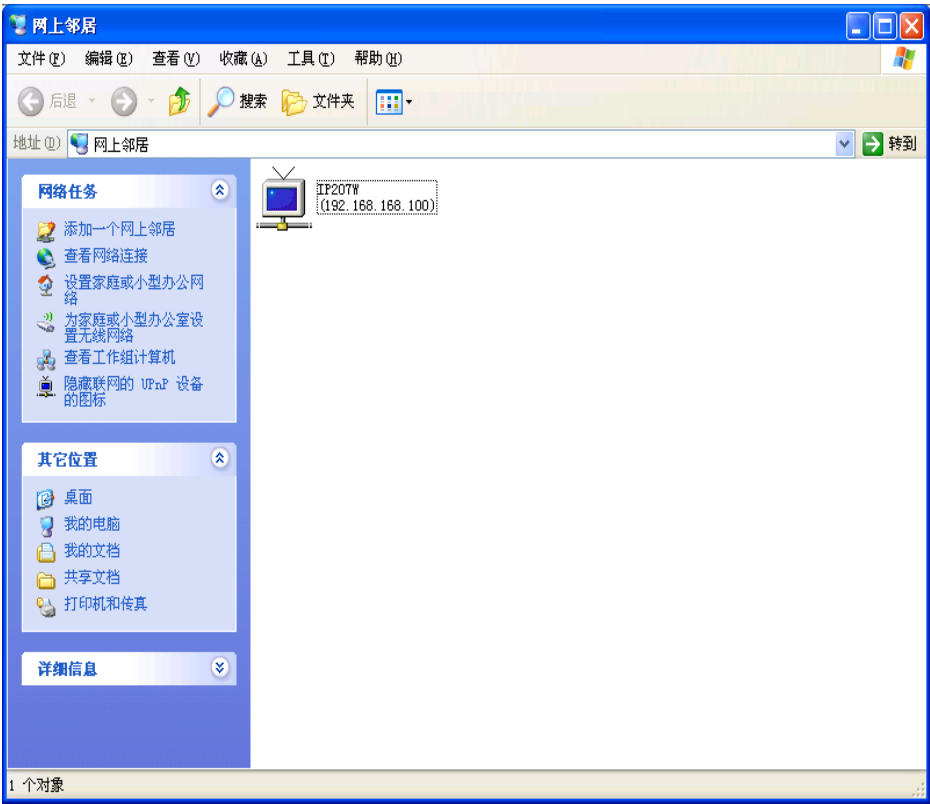 网上邻居
文件(F) 编辑(E) 查看(V) 收藏(A) 工具(T) 帮助(H)
后退 搜索 文件夹
地址(D) 网上邻居 转到
网络任务
添加一个网上邻居
查看网络连接
设置家庭或小型办公网
络
为家庭或小型办公室设
置无线网络
查看工作组计算机
隐藏联网的 UPnP 设备
的图标
其它位置
桌面
我的电脑
我的文档
共享文档
打印机和传真
详细信息
IP207W
(192.168.168.100)
1 个对象